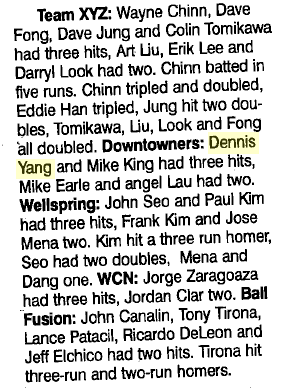 Team XYZ: Wayne Chinn, Dave
Fong, Dave Jung and Colin Tomikawa
had three hits, Art Liu, Erik Lee and
Darryl Look had two. Chinn batted in
five runs. Chinn tripled and doubled,
Eddie Han tripled, Jung hit two dou-
bles, Tomikawa, Liu, Look and Fong
all doubled. Downtowners: Dennis
Yang and Mike King had three hits,
Mike Earle and angel Lau had two.
Wellspring: John Seo and Paul Kim
had three hits, Frank Kim and Jose
Mena two. Kim hit a three run homer,
Seo had two doubles, Mena and
Dang one. WCN: Jorge Zaragoaza
had three hits, Jordan Clar two. Ball
Fusion: John Canalin, Tony Tirona,
Lance Patacil, Ricardo DeLeon and
Jeff Elchico had two hits. Tirona hit
three-run and two-run homers.